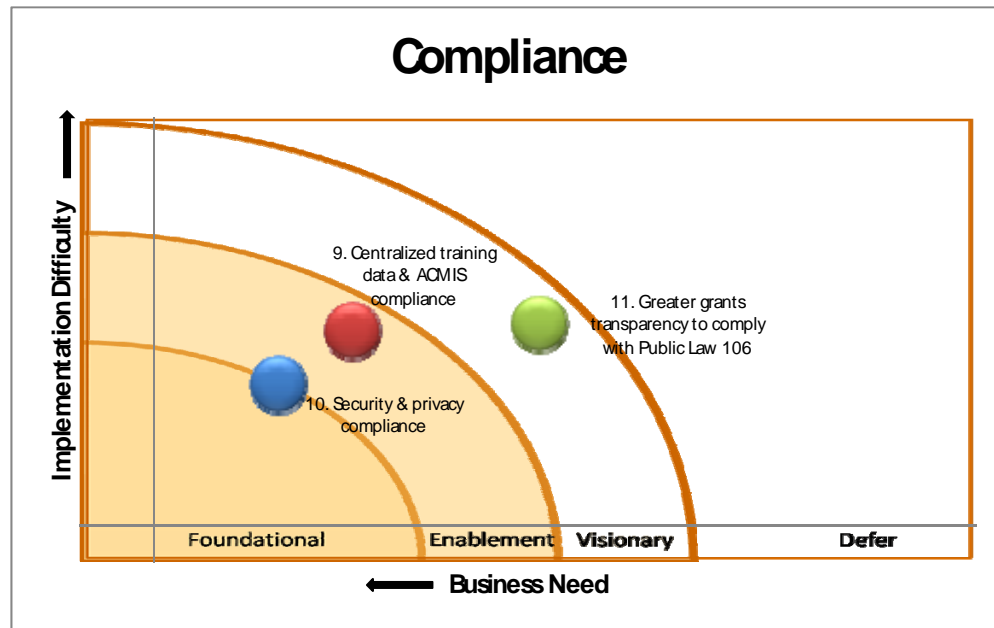 Compliance
Implementation Difficulty
9. Centralized training
data & ACMIS
compliance
11. Greater grants
transparency to comply
with Public Law 106
10. Security & privacy
compliance
Foundational
Enablement
Visionary
Defer
Business Need